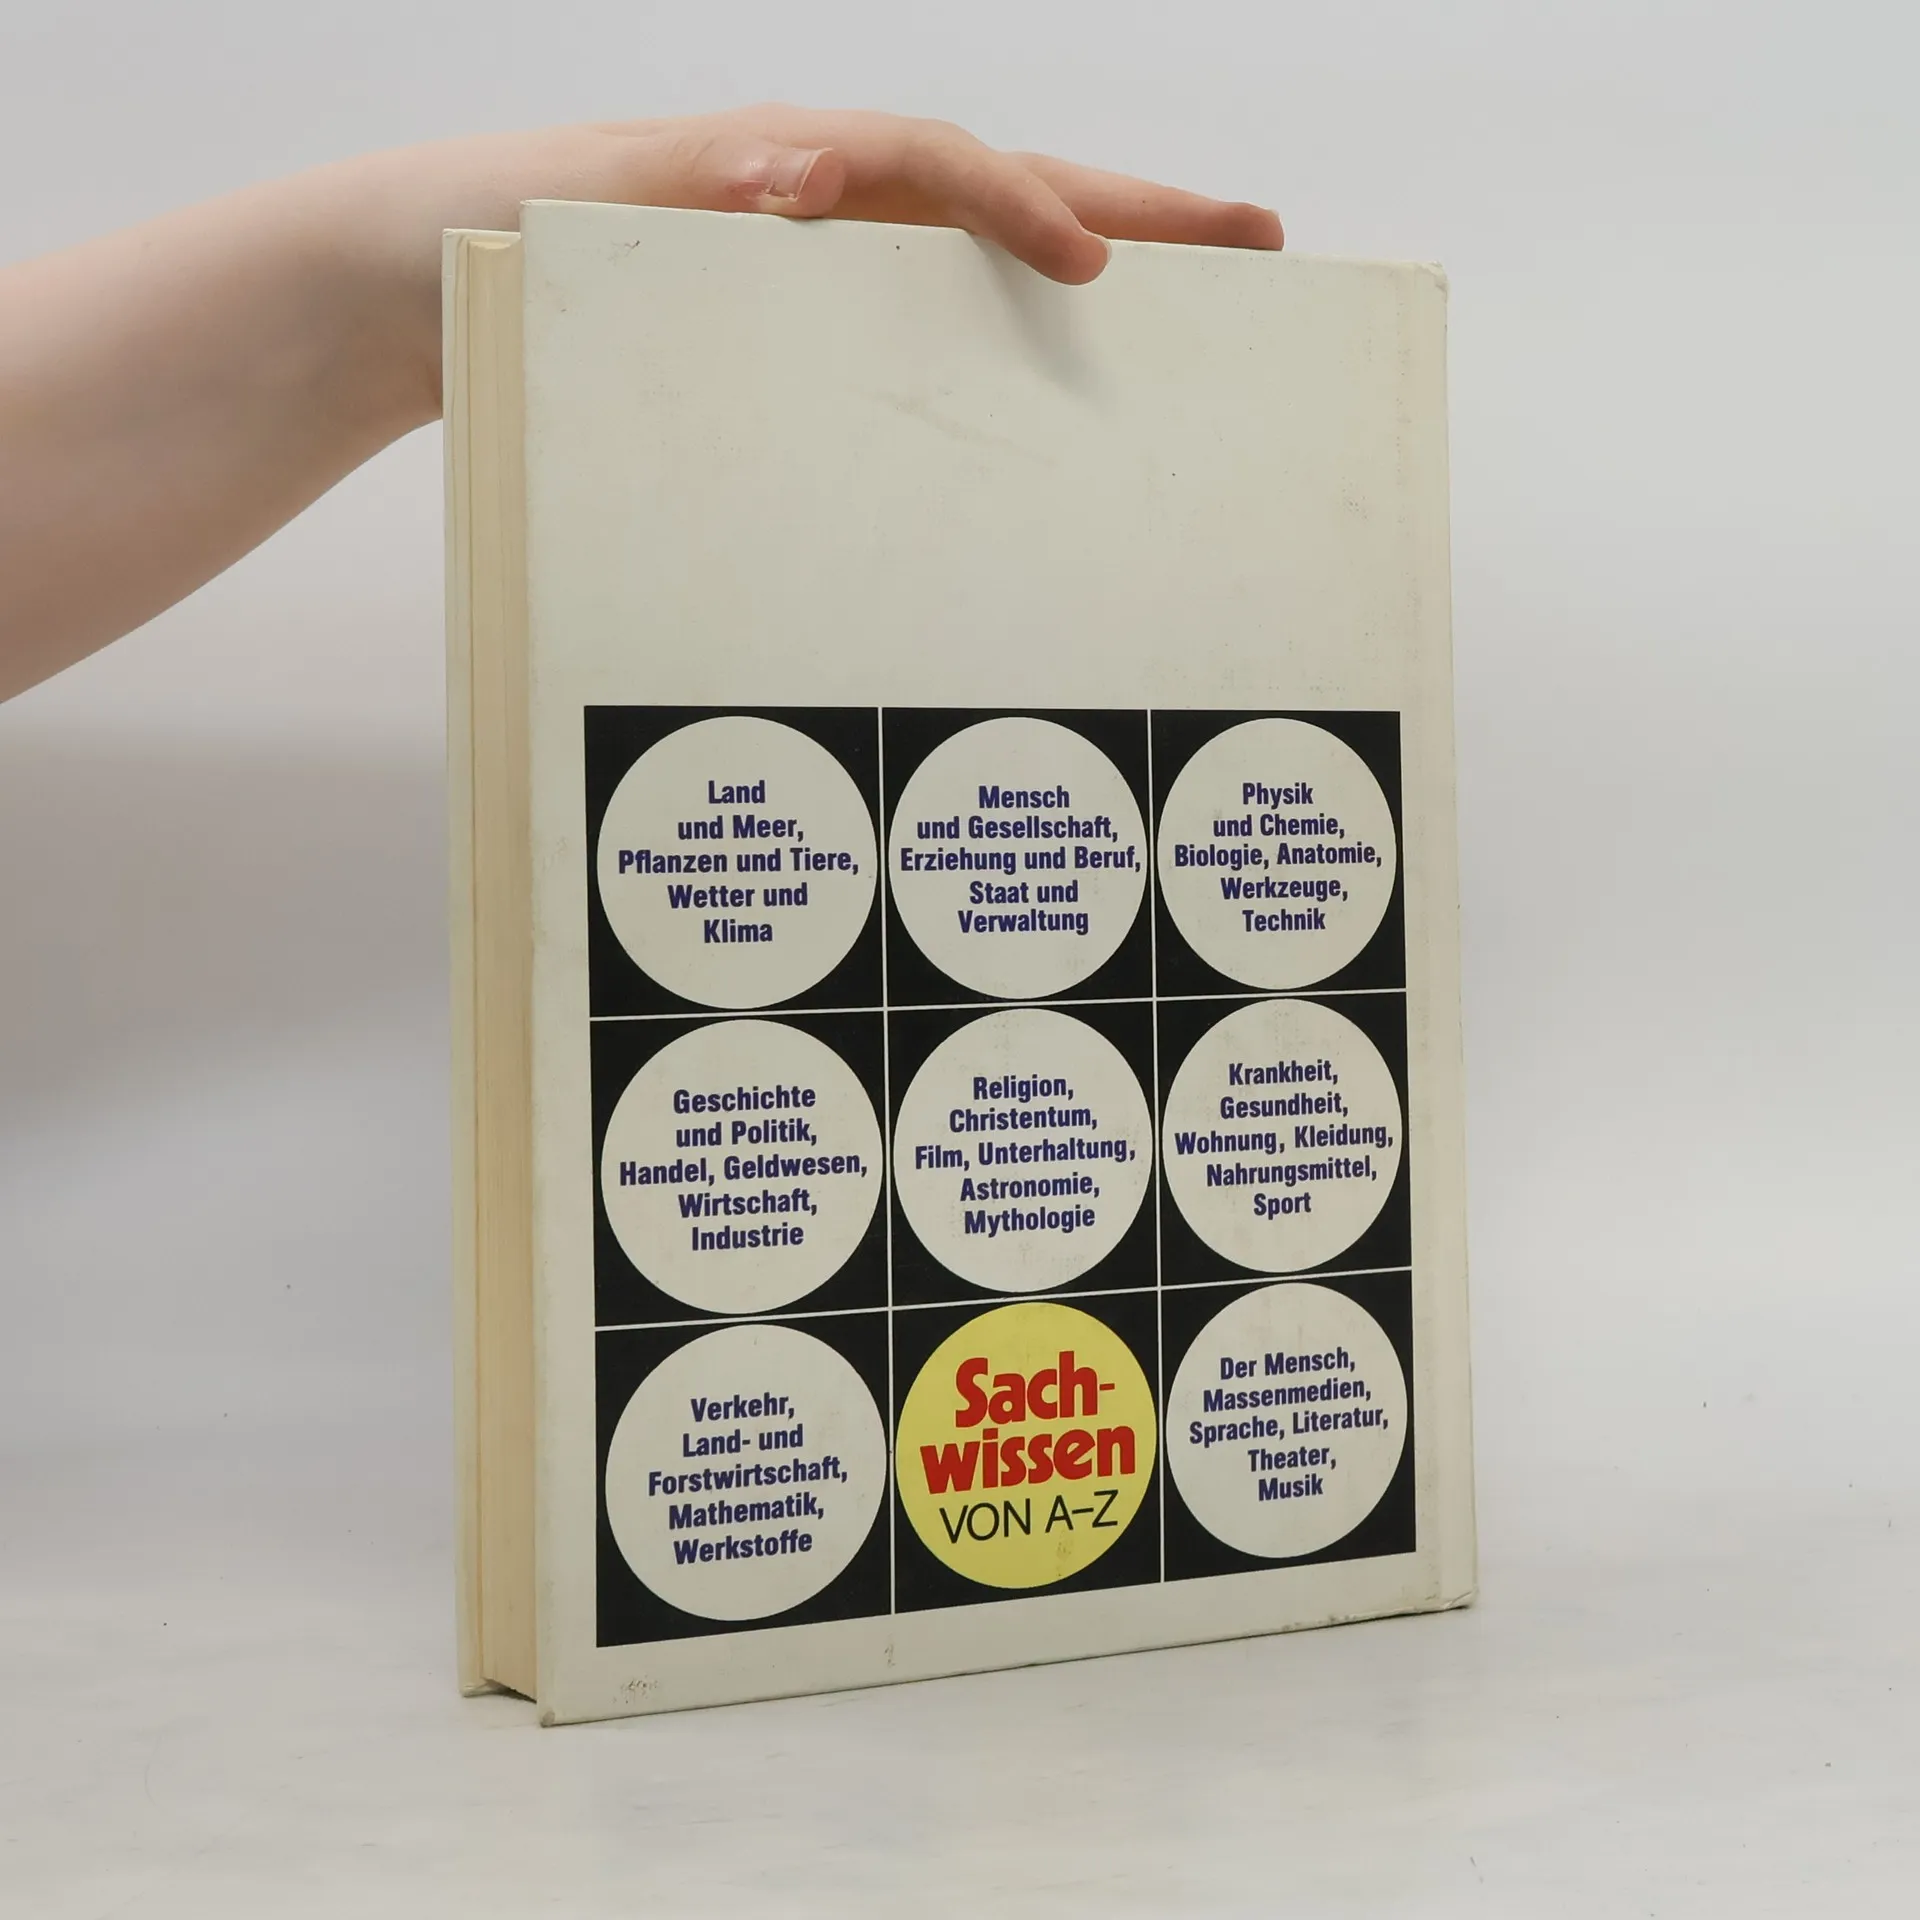 Land
und Meer,
Pflanzen und Tiere,
Wetter und
Klima
Mensch
und Gesellschaft,
Erziehung und Beruf,
Staat und
Verwaltung
Physik
und Chemie,
Biologie, Anatomie,
Werkzeuge,
Technik
Geschichte
und Politik,
Handel, Geldwesen,
Wirtschaft,
Industrie
Religion,
Christentum,
Film, Unterhaltung,
Astronomie,
Mythologie
Krankheit,
Gesundheit,
Wohnung, Kleidung,
Nahrungsmittel,
Sport
Verkehr,
Land- und
Forstwirtschaft,
Mathematik,
Werkstoffe
Sach-
wissen
VON A–Z
Der Mensch,
Massenmedien,
Sprache, Literatur,
Theater,
Musik